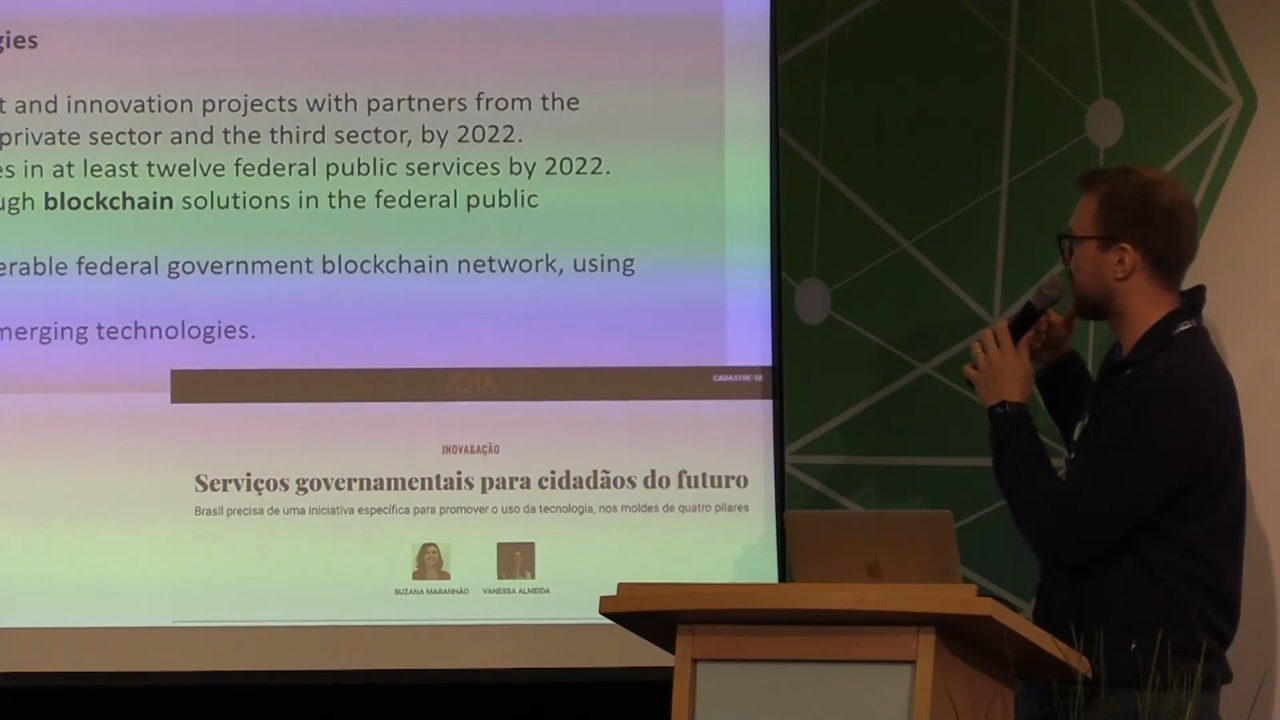 gies
t and innovation projects with partners from the
private sector and the third sector, by 2022.
es in at least twelve federal public services by 2022.
ugh blockchain solutions in the federal public
erable federal government blockchain network, using
merging technologies.
JOTA
CADASTRE-SE
INOVA&AÇÃO
Serviços governamentais para cidadãos do futuro
Brasil precisa de uma iniciativa específica para promover o uso da tecnologia, nos moldes de quatro pilares
SUZANA MARANHÃO VANESSA ALMEIDA